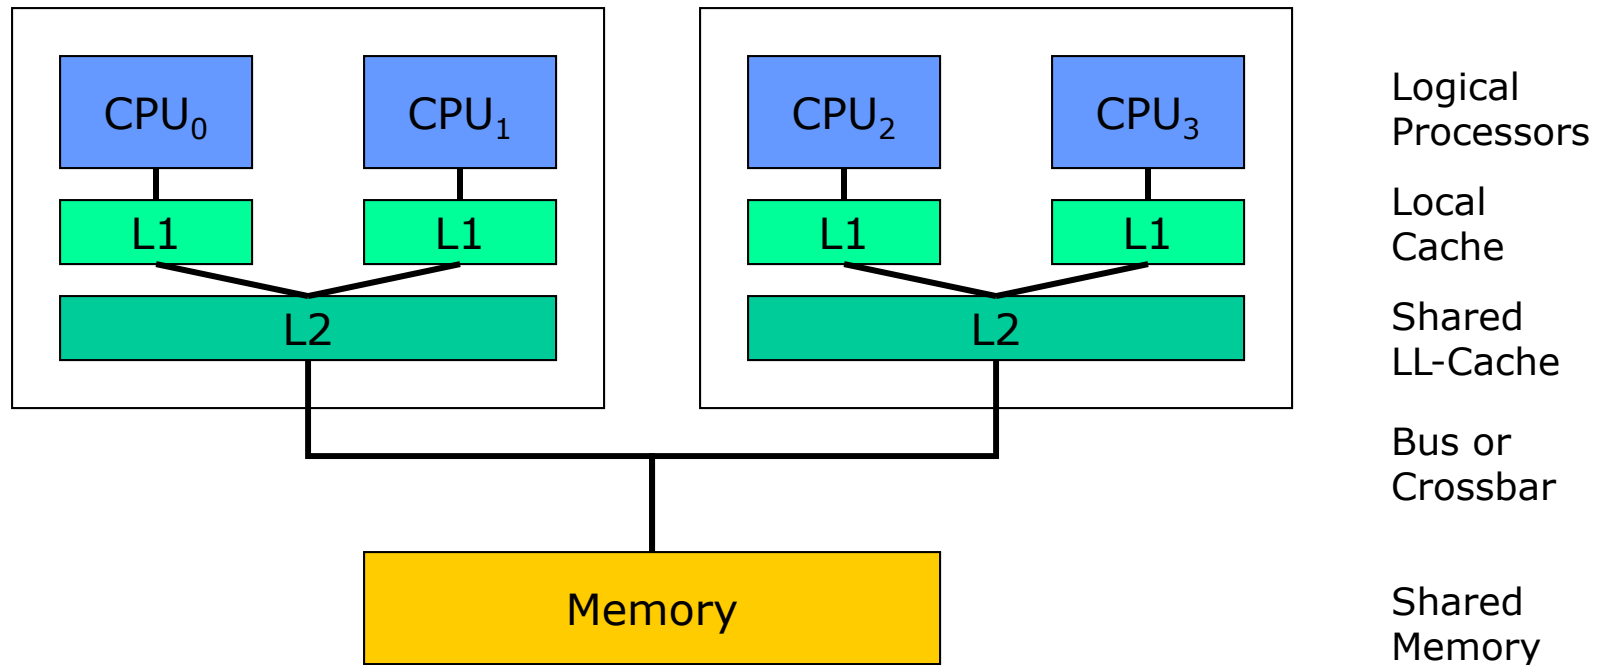 CPU₀ CPU₁ CPU₂ CPU₃
Logical
Processors
L1 L1 L1 L1
Local
Cache
L2 L2
Shared
LL-Cache
Bus or
Crossbar
Memory
Shared
Memory